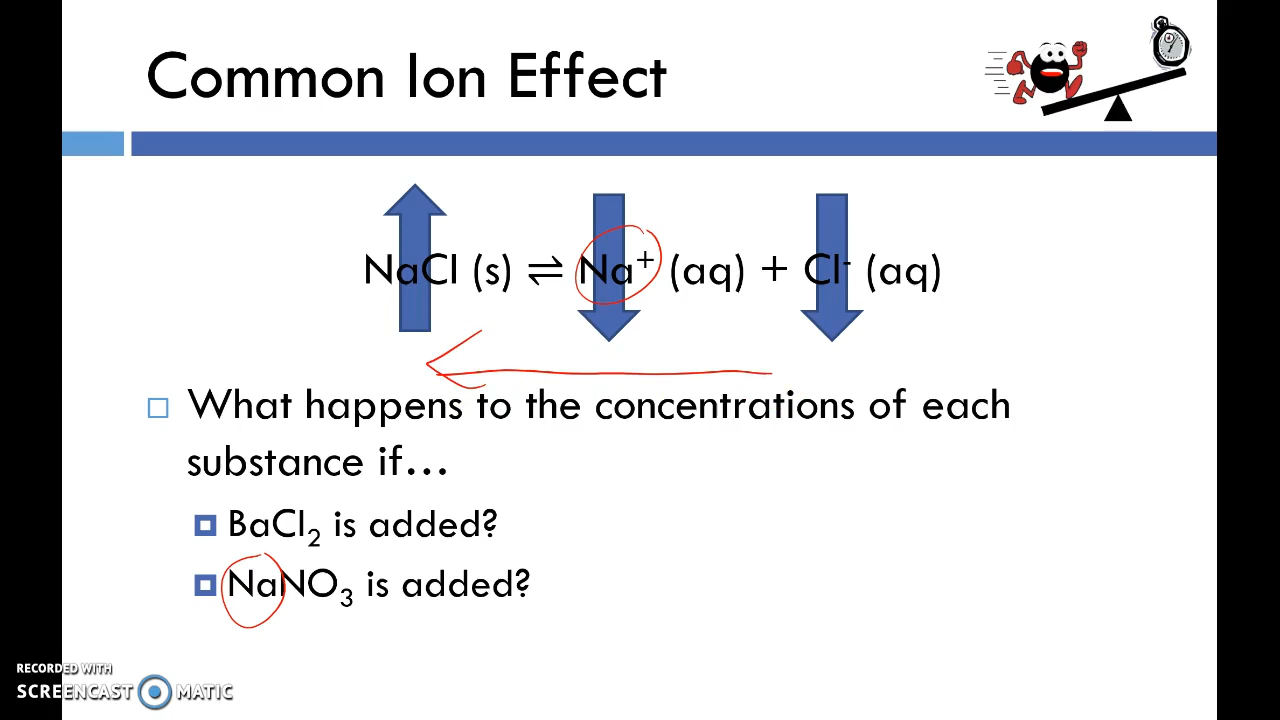 Common Ion Effect
NaCl (s) ⇌ Na⁺ (aq) + Cl⁻ (aq)
What happens to the concentrations of each
substance if…
BaCl₂ is added?
NaNO₃ is added?
RECORDED WITH
SCREENCAST MATIC